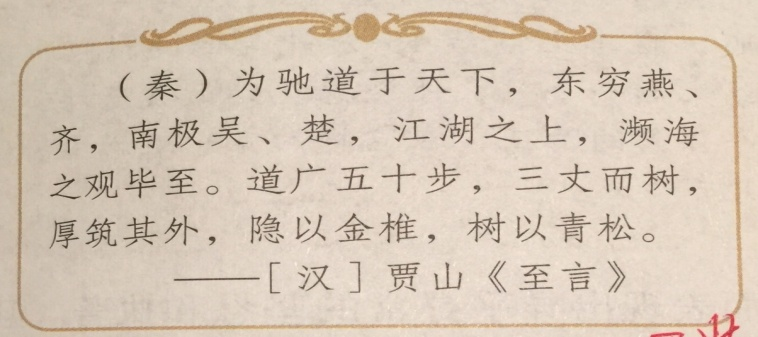 （秦）为驰道于天下，东穷燕、
齐，南极吴、楚，江湖之上，濒海
之观毕至。道广五十步，三丈而树，
厚筑其外，隐以金椎，树以青松。
——［汉］贾山《至言》